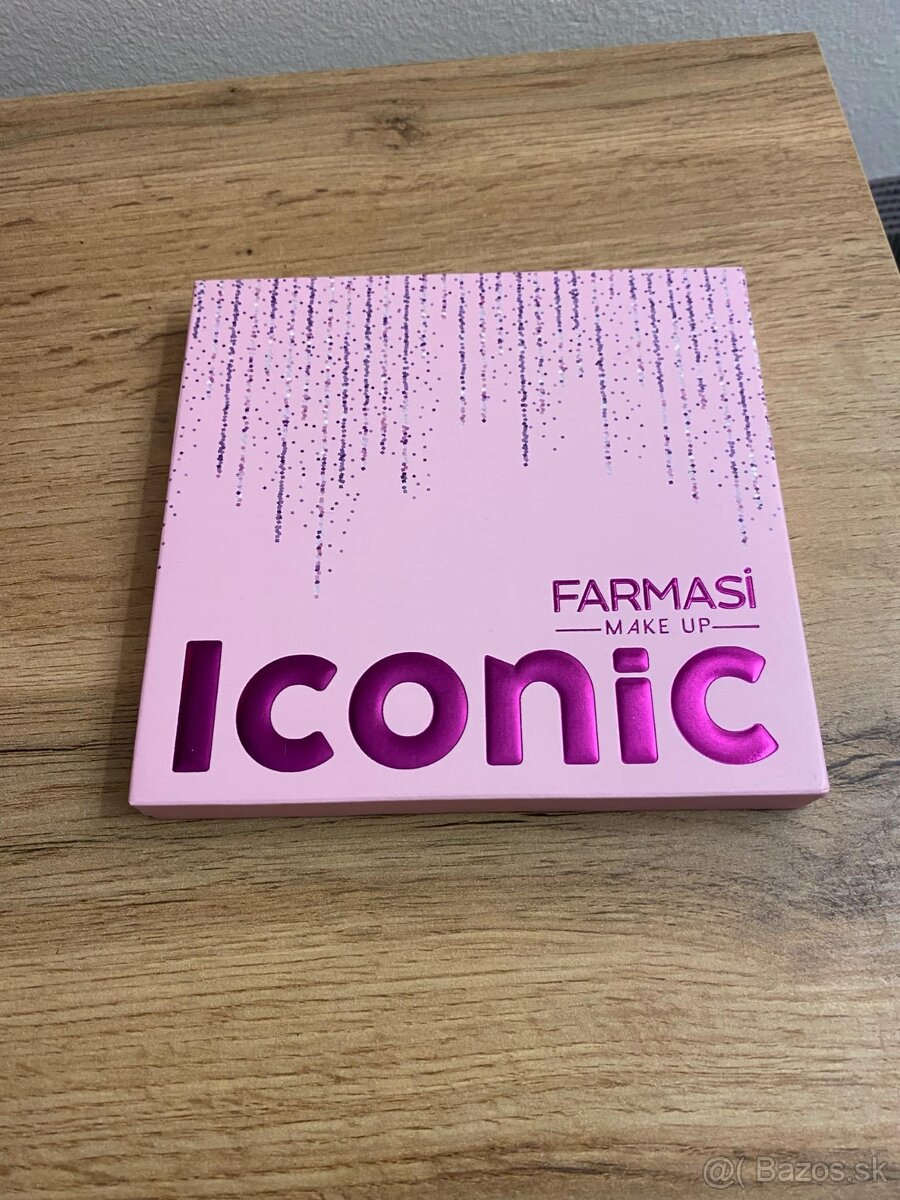 FARMASİ
MAKE UP
Iconic
@( Bazos.sk